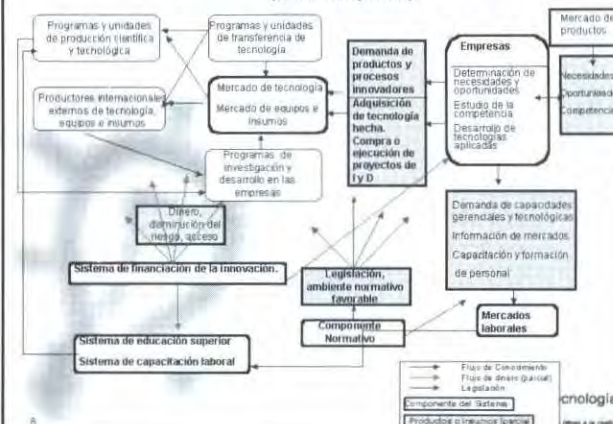 Programas y unidades
de producción científica
y tecnológica
Programas y unidades
de transferencia de
tecnología
Productores internacionales
externos de tecnología,
equipos e insumos
Mercado de tecnología
Mercado de equipos e
insumos
Programas de
investigación y
desarrollo en las
empresas
Demanda de
productos y
procesos
innovadores
Adquisición
de tecnología
hecha.
Compra o
ejecución de
proyectos de
I y D
Empresas
Determinación de
necesidades y
oportunidades
Estudio de la
competencia
Desarrollo de
tecnologías
aplicadas
Mercado de
productos
Necesidades
Oportunidad
Competencia
Dinero,
disminución del
riesgo, acceso
Sistema de financiación de la innovación.
Legislación,
ambiente normativo
favorable
Componente
Normativo
Demanda de capacidades
gerenciales y tecnológicas
Información de mercados
Capacitación y formación
de personal
Mercados
laborales
Sistema de educación superior
Sistema de capacitación laboral
Flujo de Conocimiento
Flujo de dinero (parcial)
Legislación
Componente del Sistema
Productos o insumos (parcial)
cnología
8